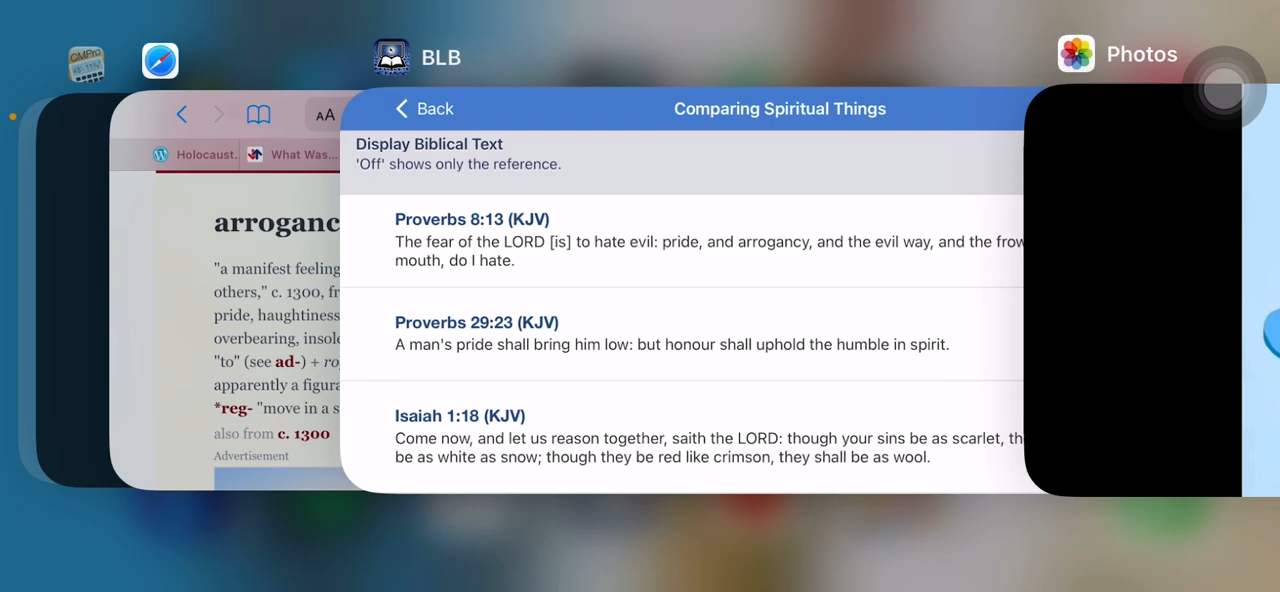 GMPro
BLB
Photos
Back
Comparing Spiritual Things
AA
Holocaust.
What Was...
Display Biblical Text
'Off' shows only the reference.
arroganc
"a manifest feeling
others," c. 1300, fr
pride, haughtiness
overbearing, insole
"to" (see ad-) + ro
apparently a figura
*reg- "move in a s
also from c. 1300
Advertisement
Proverbs 8:13 (KJV)
The fear of the LORD [is] to hate evil: pride, and arrogancy, and the evil way, and the frow
mouth, do I hate.
Proverbs 29:23 (KJV)
A man's pride shall bring him low: but honour shall uphold the humble in spirit.
Isaiah 1:18 (KJV)
Come now, and let us reason together, saith the LORD: though your sins be as scarlet, th
be as white as snow; though they be red like crimson, they shall be as wool.